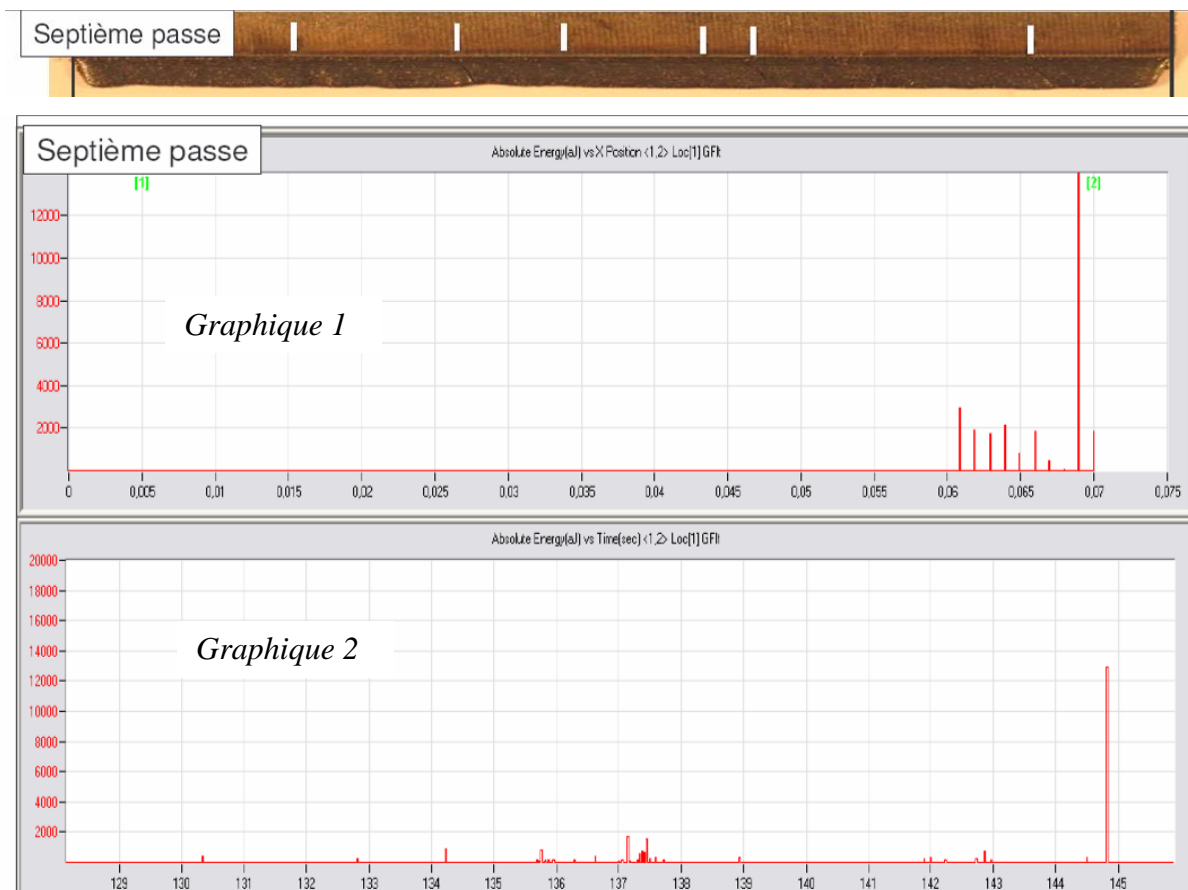 Septième passe
Septième passe
Absolute Energy(aJ) vs X Position <1,2> Loc[1] GFlt
[1] [2]
12000
10000
8000
6000
4000
2000
Graphique 1
0 0,005 0,01 0,015 0,02 0,025 0,03 0,035 0,04 0,045 0,05 0,055 0,06 0,065 0,07 0,075
Absolute Energy(aJ) vs Time(sec) <1,2> Loc[1] GFlt
20000
18000
16000
14000
12000
10000
8000
6000
4000
2000
Graphique 2
129 130 131 132 133 134 135 136 137 138 139 140 141 142 143 144 145